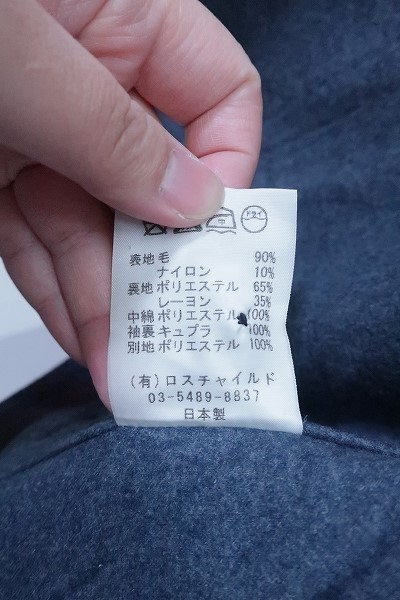 中
ドライ
表地 毛 90%
ナイロン 10%
裏地 ポリエステル 65%
レーヨン 35%
中綿 ポリエステル 100%
袖裏 キュプラ 100%
別地 ポリエステル 100%
(有)ロスチャイルド
03-5489-8837
日本製